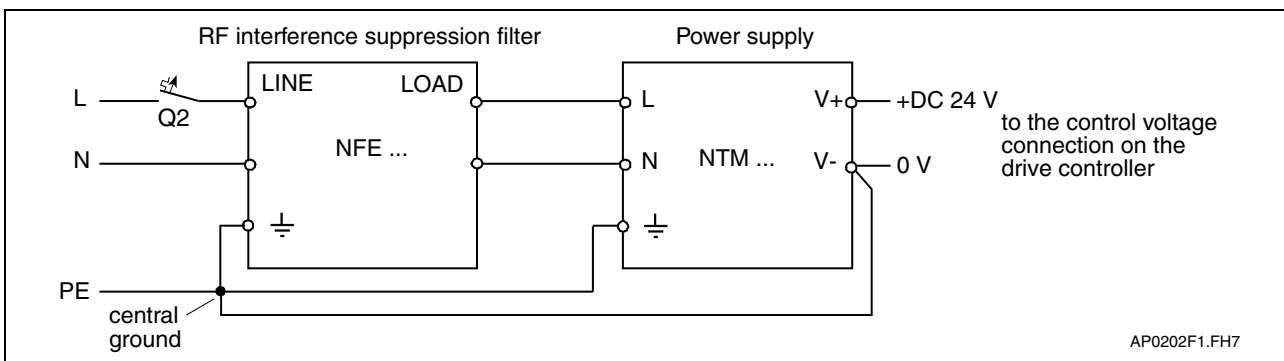 RF interference suppression filter
Power supply
L
Q2
LINE
LOAD
L
V+
+DC 24 V
to the control voltage
connection on the
drive controller
N
NFE ...
N
NTM ...
V-
0 V
PE
central
ground
AP0202F1.FH7